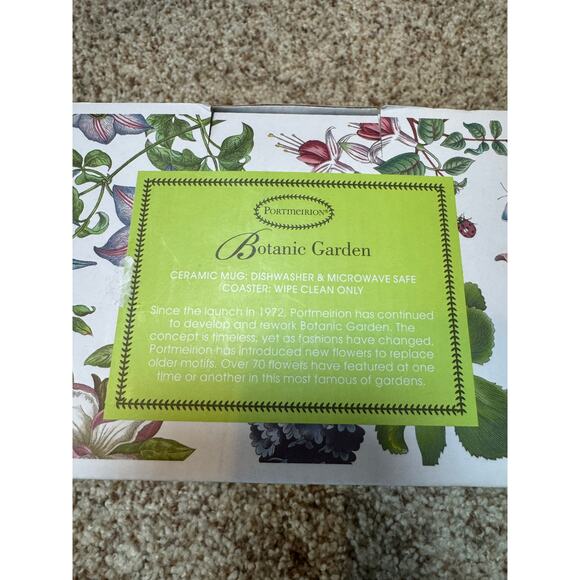 PORTMEIRION®
Botanic Garden
CERAMIC MUG: DISHWASHER & MICROWAVE SAFE
COASTER: WIPE CLEAN ONLY
Since the launch in 1972, Portmeirion has continued
to develop and rework Botanic Garden. The
concept is timeless, yet as fashions have changed,
Portmeirion has introduced new flowers to replace
older motifs. Over 70 flowers have featured at one
time or another in this most famous of gardens.